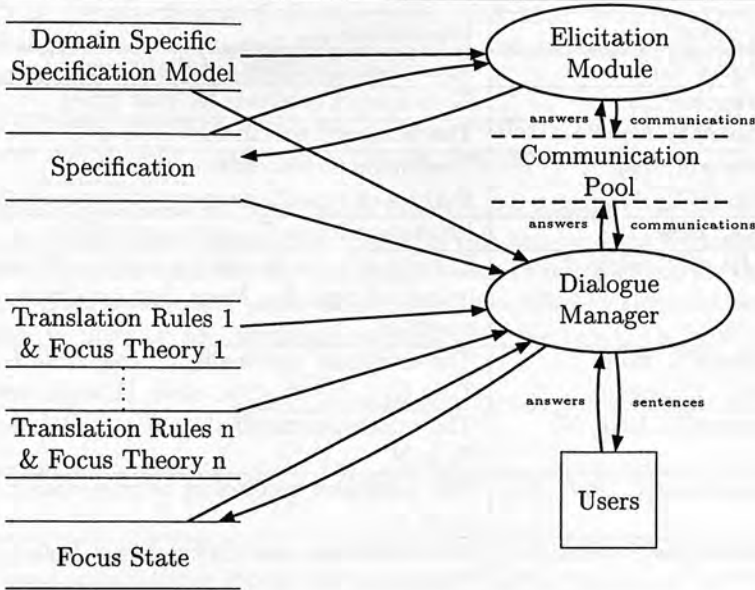 Domain Specific
Specification Model
Elicitation
Module
answers
communications
Specification
Communication
Pool
answers
communications
Translation Rules 1
& Focus Theory 1
Dialogue
Manager
Translation Rules n
& Focus Theory n
answers
sentences
Users
Focus State